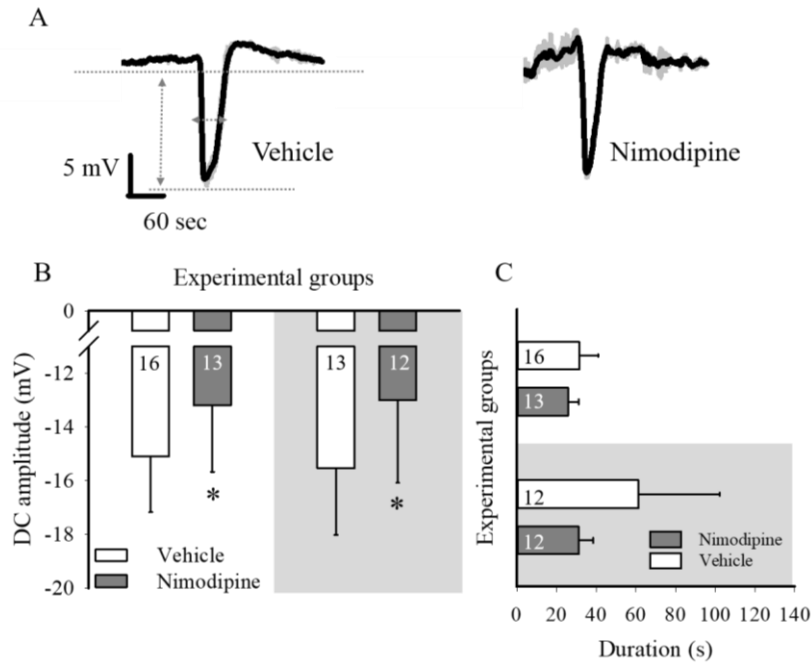 A
Vehicle
Nimodipine
5 mV
60 sec
B
Experimental groups
DC amplitude (mV)
0
-12
-14
-16
-18
-20
16
13
13
12
*
*
Vehicle
Nimodipine
C
Experimental groups
16
13
12
12
Nimodipine
Vehicle
0 20 40 60 80 100 120 140
Duration (s)